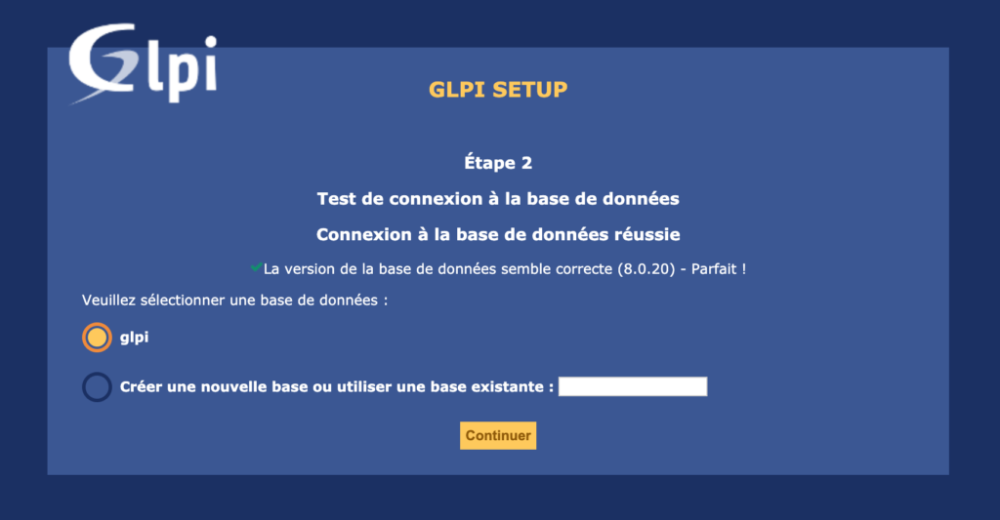 Glpi
GLPI SETUP
Étape 2
Test de connexion à la base de données
Connexion à la base de données réussie
La version de la base de données semble correcte (8.0.20) - Parfait !
Veuillez sélectionner une base de données :
glpi
Créer une nouvelle base ou utiliser une base existante :
Continuer